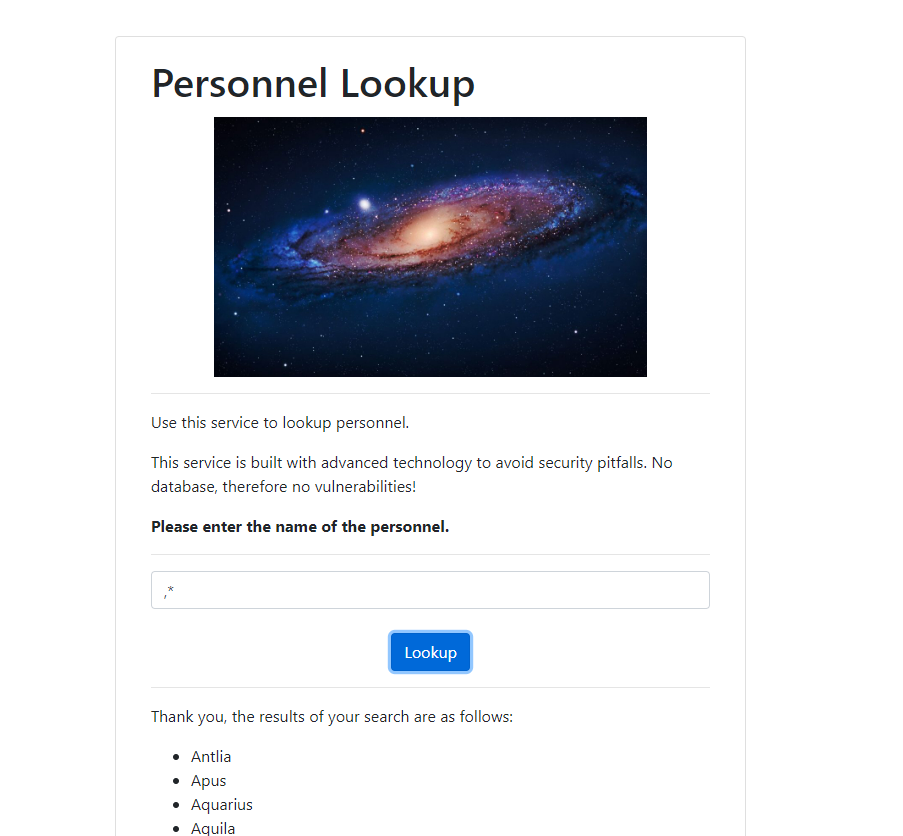 Personnel Lookup
Use this service to lookup personnel.
This service is built with advanced technology to avoid security pitfalls. No
database, therefore no vulnerabilities!
Please enter the name of the personnel.
,*
Lookup
Thank you, the results of your search are as follows:
• Antlia
• Apus
• Aquarius
• Aquila